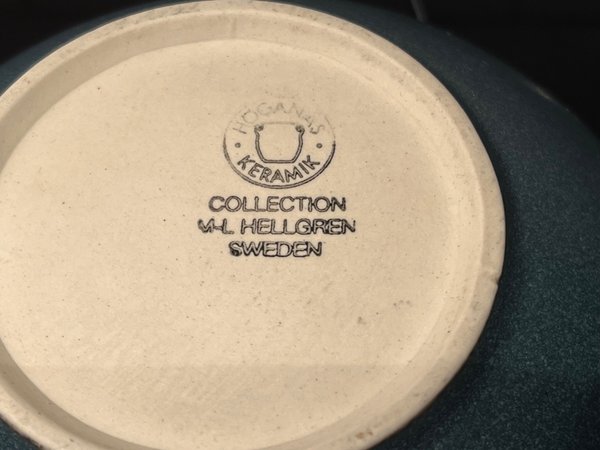 HÖGANÄS
KERAMIK
COLLECTION
M-L HELLGREN
SWEDEN